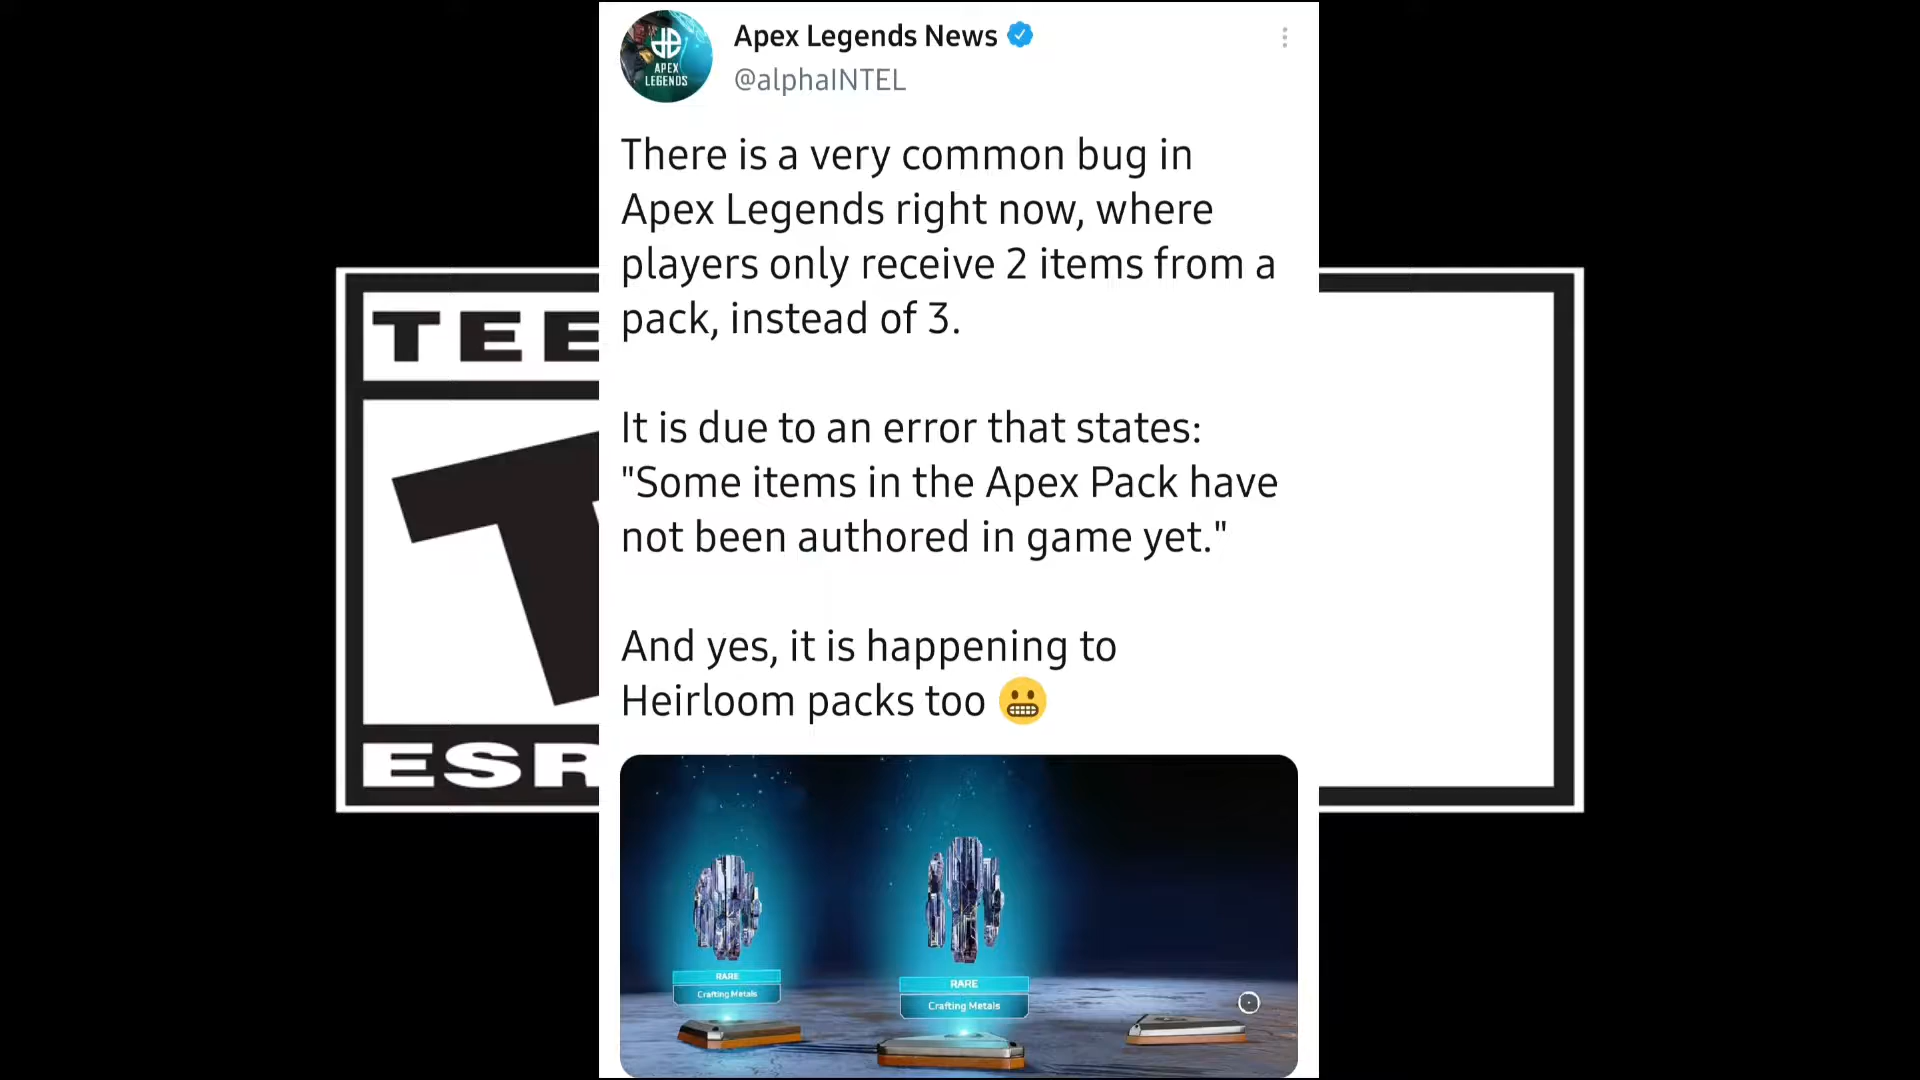 Apex Legends News
@alphaINTEL
APEX
LEGENDS
There is a very common bug in
Apex Legends right now, where
players only receive 2 items from a
pack, instead of 3.
It is due to an error that states:
"Some items in the Apex Pack have
not been authored in game yet."
And yes, it is happening to
Heirloom packs too 😬
TEE
T
ESR
RARE
Crafting Metals
RARE
Crafting Metals